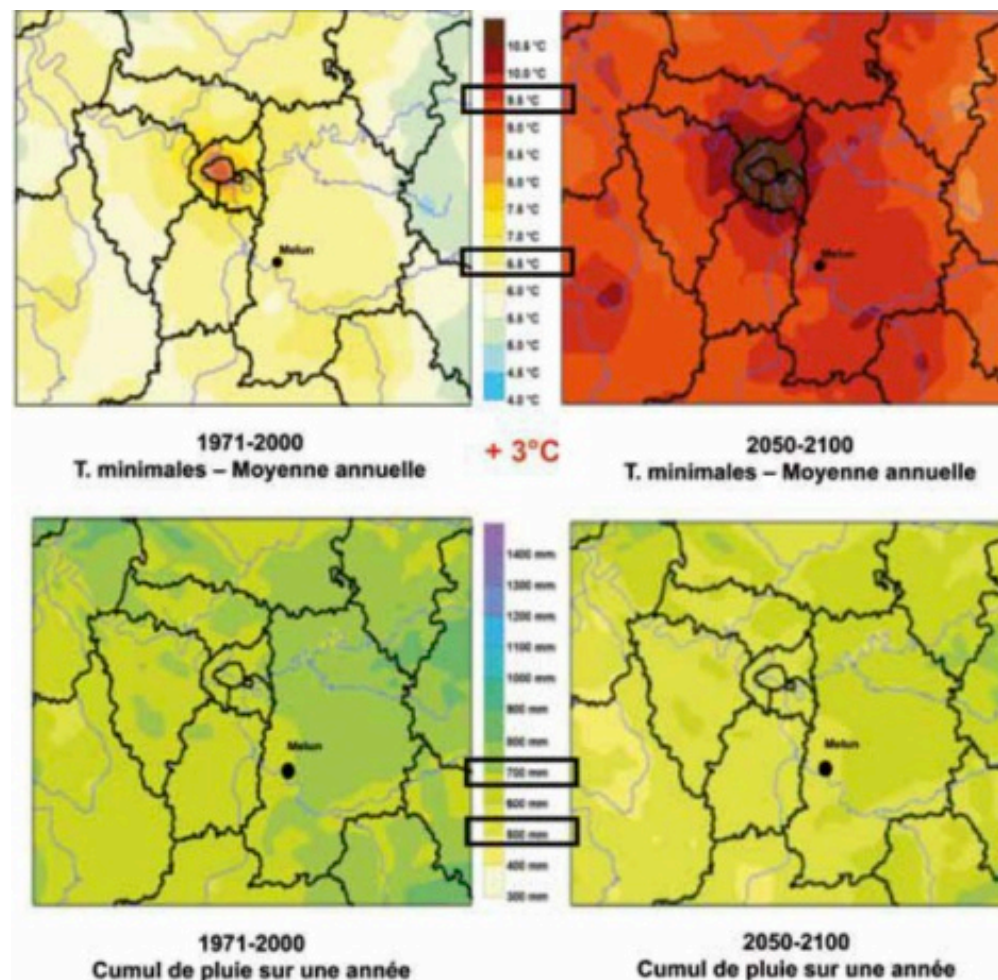 10.5 °C
10.0 °C
9.5 °C
9.0 °C
8.5 °C
8.0 °C
7.5 °C
7.0 °C
6.5 °C
6.0 °C
5.5 °C
5.0 °C
4.5 °C
4.0 °C
Melun
Melun
1971-2000
T. minimales – Moyenne annuelle
+ 3°C
2050-2100
T. minimales – Moyenne annuelle
1400 mm
1300 mm
1200 mm
1100 mm
1000 mm
900 mm
800 mm
700 mm
600 mm
500 mm
400 mm
300 mm
Melun
Melun
1971-2000
Cumul de pluie sur une année
2050-2100
Cumul de pluie sur une année